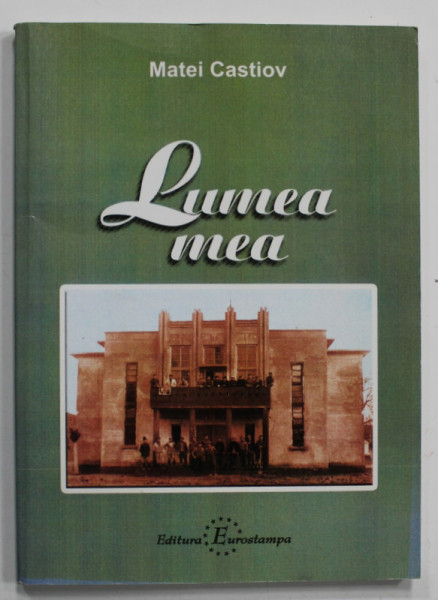 Matei Castiov
Lumea
mea
Editura Eurostampa